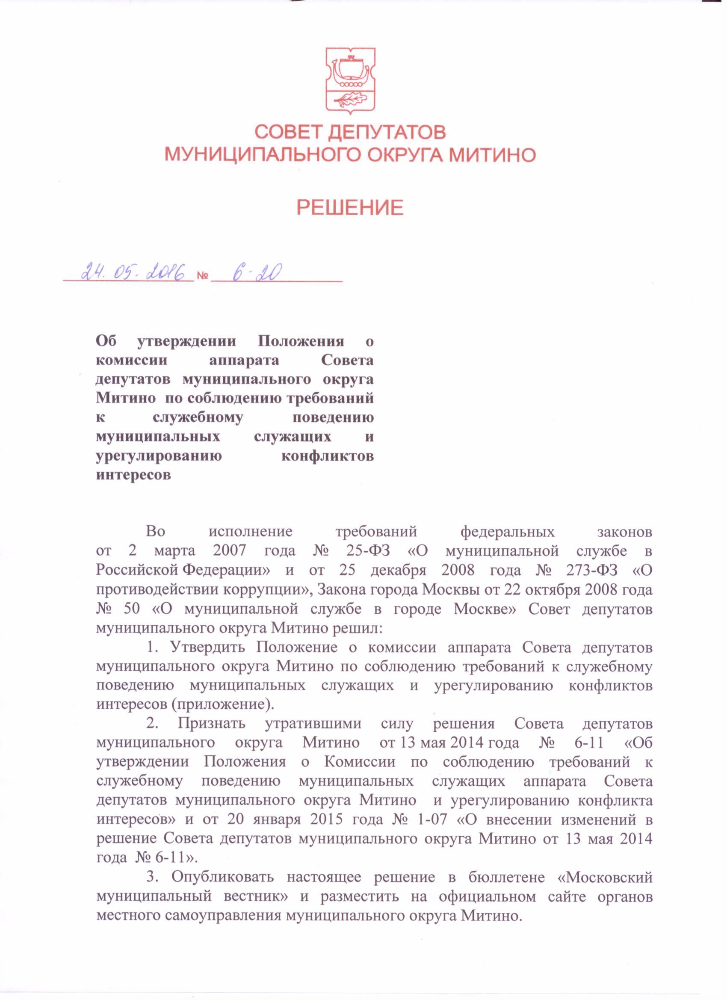 СОВЕТ ДЕПУТАТОВ
МУНИЦИПАЛЬНОГО ОКРУГА МИТИНО
РЕШЕНИЕ
24.05.2016 № 6-20
Об утверждении Положения о
комиссии аппарата Совета
депутатов муниципального округа
Митино по соблюдению требований
к служебному поведению
муниципальных служащих и
урегулированию конфликтов
интересов
Во исполнение требований федеральных законов
от 2 марта 2007 года № 25-ФЗ «О муниципальной службе в
Российской Федерации» и от 25 декабря 2008 года № 273-ФЗ «О
противодействии коррупции», Закона города Москвы от 22 октября 2008 года
№ 50 «О муниципальной службе в городе Москве» Совет депутатов
муниципального округа Митино решил:
1. Утвердить Положение о комиссии аппарата Совета депутатов
муниципального округа Митино по соблюдению требований к служебному
поведению муниципальных служащих и урегулированию конфликтов
интересов (приложение).
2. Признать утратившими силу решения Совета депутатов
муниципального округа Митино от 13 мая 2014 года № 6-11 «Об
утверждении Положения о Комиссии по соблюдению требований к
служебному поведению муниципальных служащих аппарата Совета
депутатов муниципального округа Митино и урегулированию конфликта
интересов» и от 20 января 2015 года № 1-07 «О внесении изменений в
решение Совета депутатов муниципального округа Митино от 13 мая 2014
года № 6-11».
3. Опубликовать настоящее решение в бюллетене «Московский
муниципальный вестник» и разместить на официальном сайте органов
местного самоуправления муниципального округа Митино.